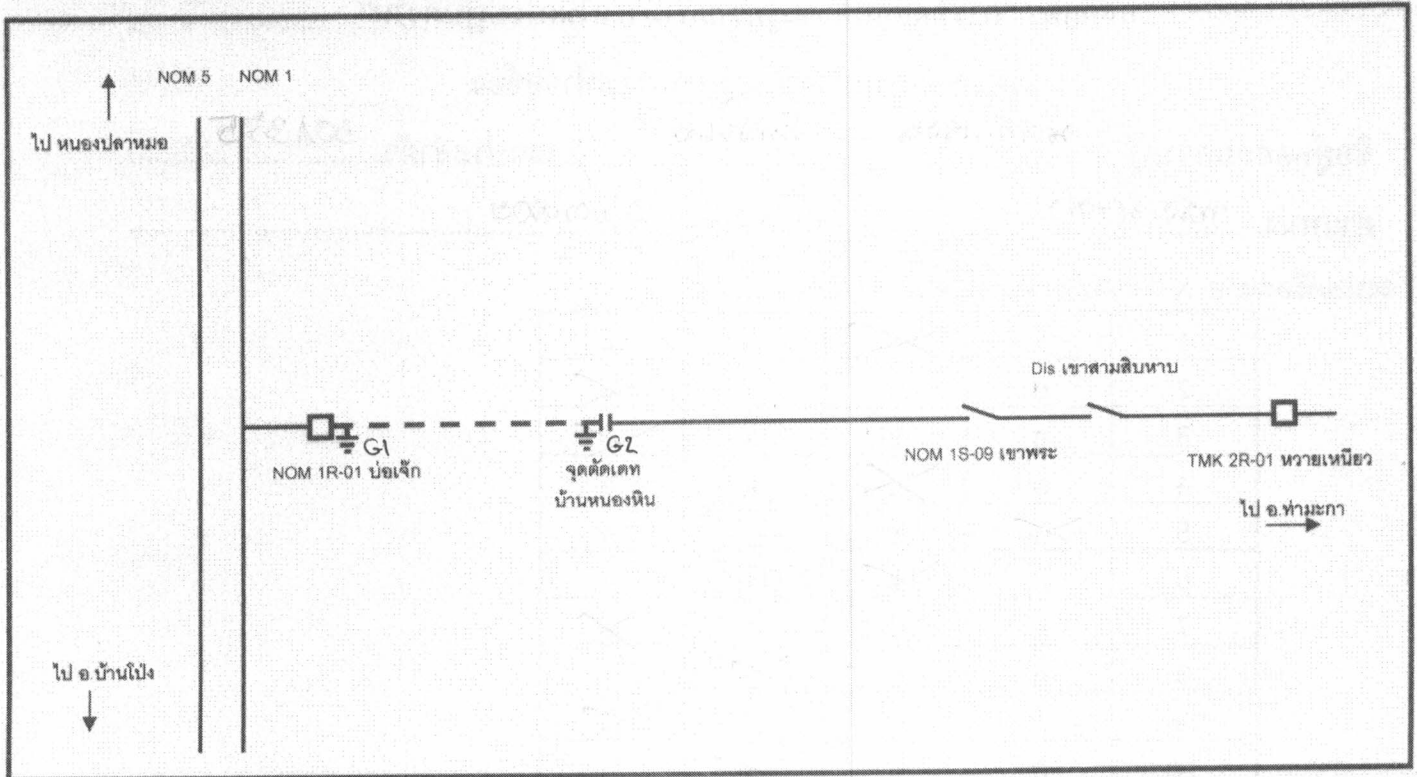 NOM 5 NOM 1
ไป หนองปลาหมอ
Dis เขาสามสิบหาบ
G1
G2
NOM 1R-01 บ่อเจ๊ก
จุดตัดเดท
บ้านหนองหิน
NOM 1S-09 เขาพระ
TMK 2R-01 หวายเหนียว
ไป อ.ท่ามะกา
ไป อ.บ้านโป่ง